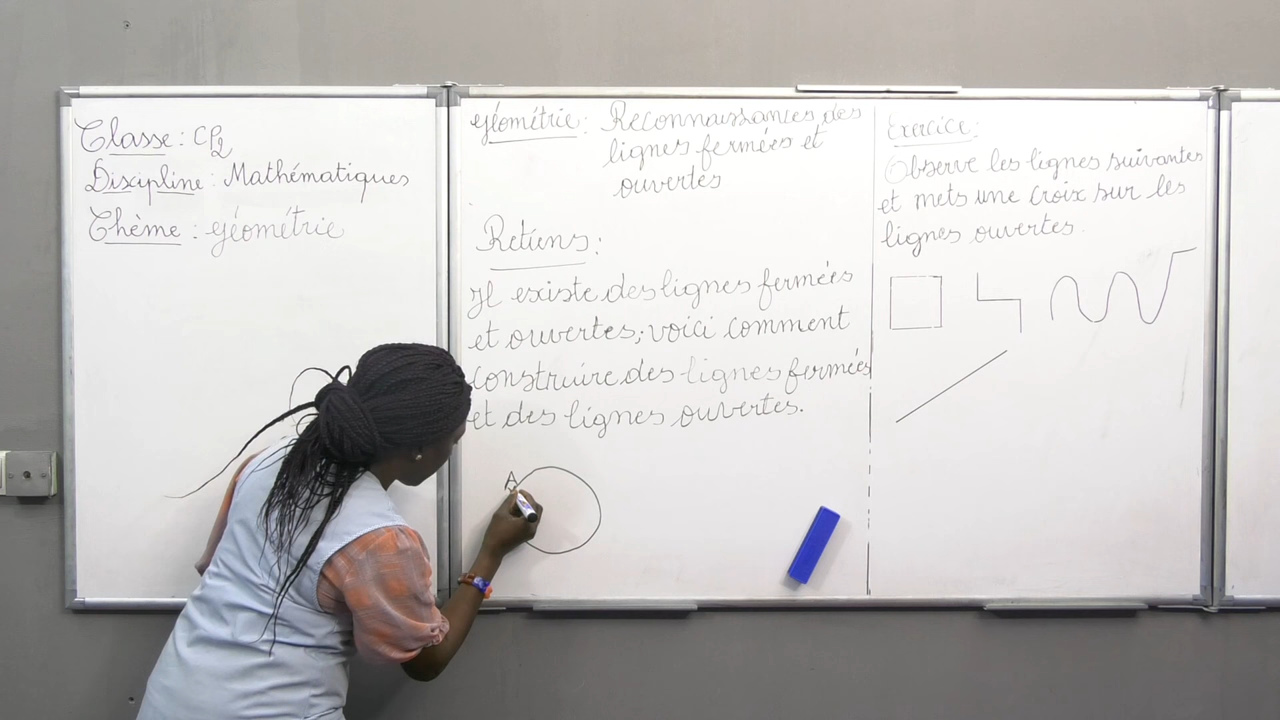 Classe : CP2
Discipline : Mathématiques
Thème : géométrie
Géométrie : Reconnaissances des
lignes fermées et
ouvertes
Retiens :
Il existe des lignes fermées
et ouvertes ; voici comment
construire des lignes fermées
et des lignes ouvertes.
A
Exercice :
Observe les lignes suivantes
et mets une croix sur les
lignes ouvertes.